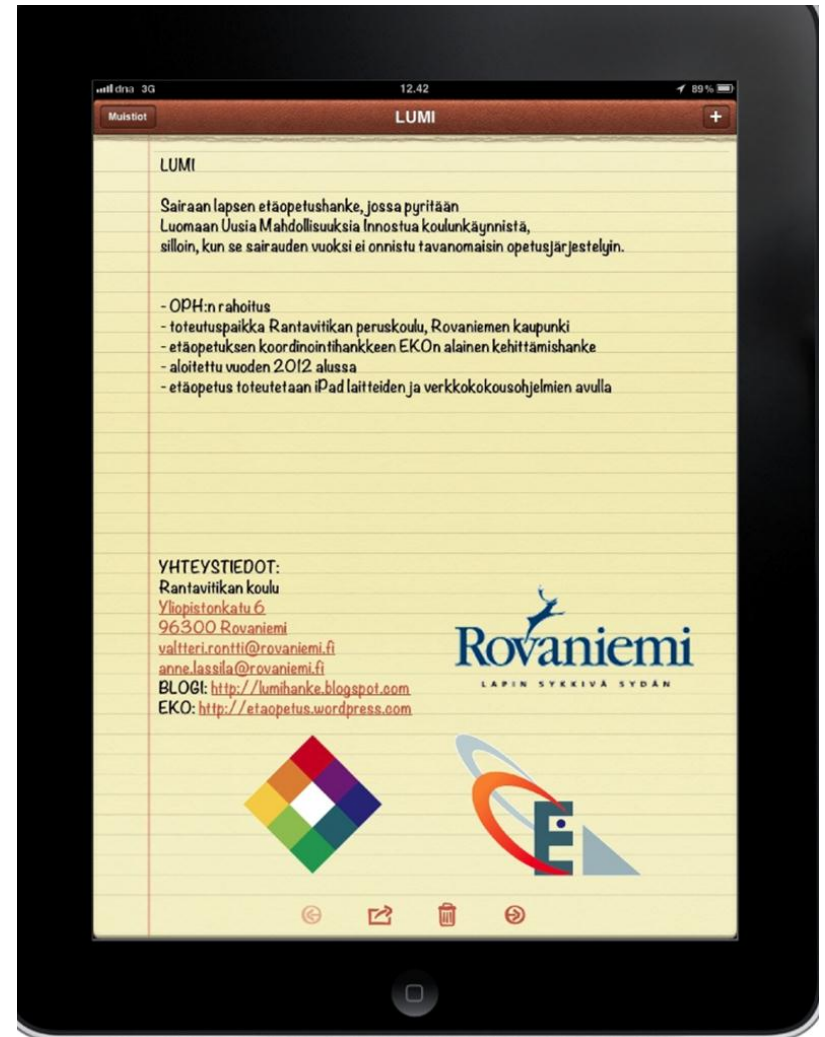 dna 3G
12.42
89%
Muistiot
LUMI
+
LUMI
Sairaan lapsen etäopetushanke, jossa pyritään
Luomaan Uusia Mahdollisuuksia Innostua koulunkäynnistä,
silloin, kun se sairauden vuoksi ei onnistu tavanomaisin opetusjärjestelyin.
- OPH:n rahoitus
- toteutuspaikka Rantavitikan peruskoulu, Rovaniemen kaupunki
- etäopetuksen koordinointihankkeen EKOn alainen kehittämishanke
- aloitettu vuoden 2012 alussa
- etäopetus toteutetaan iPad laitteiden ja verkkokokousohjelmien avulla
YHTEYSTIEDOT:
Rantavitikan koulu
Yliopistonkatu 6
96300 Rovaniemi
valtteri.rontti@rovaniemi.fi
anne.lassila@rovaniemi.fi
BLOGI: http://lumihanke.blogspot.com
EKO: http://etaopetus.wordpress.com
Rovaniemi
LAPIN SYKKIVÄ SYDÄN
E